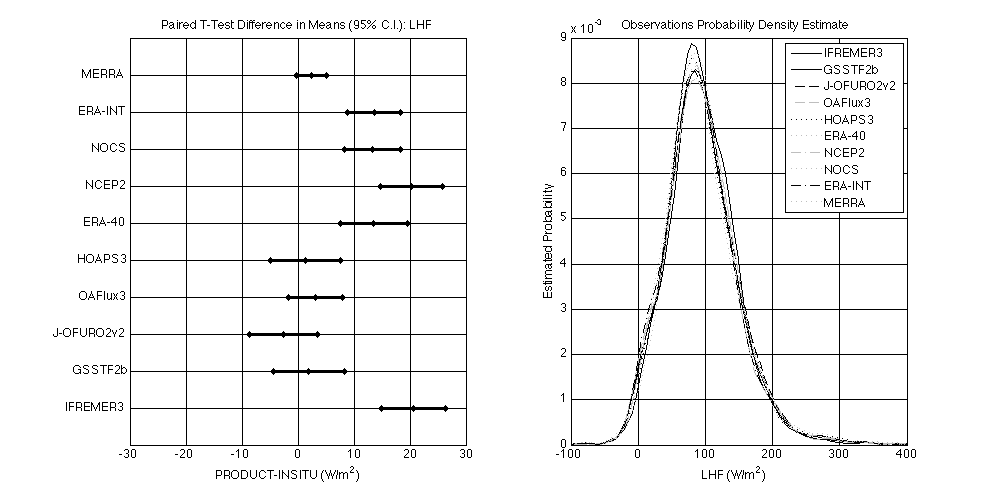 Paired T-Test Difference in Means (95% C.I.): LHF
MERRA
ERA-INT
NOCS
NCEP2
ERA-40
HOAPS3
OAFlux3
J-OFURO2v2
GSSTF2b
IFREMER3
-30 -20 -10 0 10 20 30
PRODUCT-INSITU (W/m²)
Observations Probability Density Estimate
9 x 10⁻³
8
7
6
5
4
3
2
1
0
Estimated Probability
IFREMER3
GSSTF2b
J-OFURO2v2
OAFlux3
HOAPS3
ERA-40
NCEP2
NOCS
ERA-INT
MERRA
-100 0 100 200 300 400
LHF (W/m²)